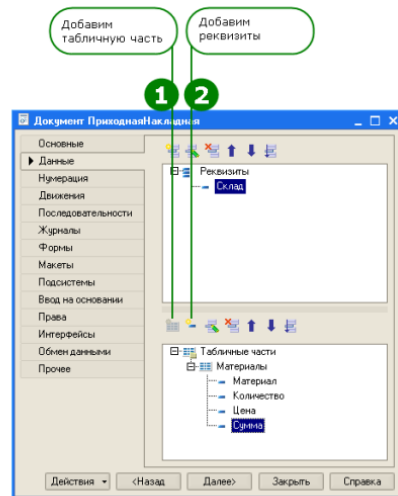 Добавим
табличную часть
Добавим
реквизиты
1 2
Документ ПриходнаяНакладная
Основные
Данные
Нумерация
Движения
Последовательности
Журналы
Формы
Макеты
Подсистемы
Ввод на основании
Права
Интерфейсы
Обмен данными
Прочее
Реквизиты
Склад
Табличные части
Материалы
Материал
Количество
Цена
Сумма
Действия <Назад Далее> Закрыть Справка